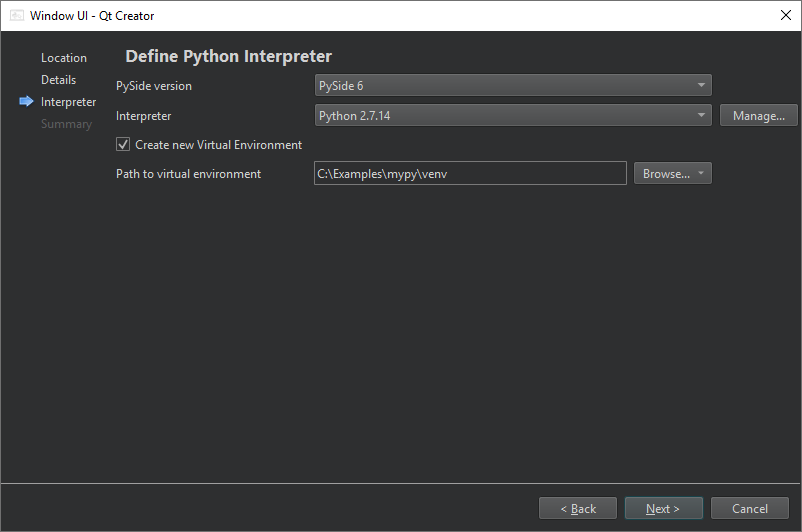 Window UI - Qt Creator
Location
Details
Interpreter
Summary
Define Python Interpreter
PySide version
PySide 6
Interpreter
Python 2.7.14
Manage...
Create new Virtual Environment
Path to virtual environment
C:\Examples\mypy\venv
Browse...
< Back
Next >
Cancel